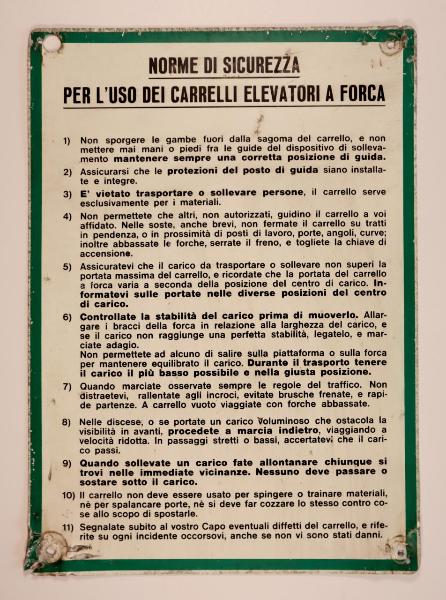 NORME DI SICUREZZA
PER L'USO DEI CARRELLI ELEVATORI A FORCA
1) Non sporgere le gambe fuori dalla sagoma del carrello, e non
mettere mai mani o piedi fra le guide del dispositivo di solleva-
mento mantenere sempre una corretta posizione di guida.
2) Assicurarsi che le protezioni del posto di guida siano installa-
te e integre.
3) E' vietato trasportare o sollevare persone, il carrello serve
esclusivamente per i materiali.
4) Non permettete che altri, non autorizzati, guidino il carrello a voi
affidato. Nelle soste, anche brevi, non fermate il carrello su tratti
in pendenza, o in prossimità di posti di lavoro, porte, angoli, curve;
inoltre abbassate le forche, serrate il freno, e togliete la chiave di
accensione.
5) Assicuratevi che il carico da trasportare o sollevare non superi la
portata massima del carrello, e ricordate che la portata del carrello
a forca varia a seconda della posizione del centro di carico. In-
formatevi sulle portate nelle diverse posizioni del centro
di carico.
6) Controllate la stabilità del carico prima di muoverlo. Allar-
gare i bracci della forca in relazione alla larghezza del carico, e
se il carico non raggiunge una perfetta stabilità, legatelo, e mar-
ciate adagio.
Non permettete ad alcuno di salire sulla piattaforma o sulla forca
per mantenere equilibrato il carico. Durante il trasporto tenere
il carico il più basso possibile e nella giusta posizione.
7) Quando marciate osservate sempre le regole del traffico. Non
distraetevi, rallentate agli incroci, evitate brusche frenate, e rapi-
de partenze. A carrello vuoto viaggiate con forche abbassate.
8) Nelle discese, o se portate un carico Voluminoso che ostacola la
visibilità in avanti, procedete a marcia indietro, viaggiando a
velocità ridotta. In passaggi stretti o bassi, accertatevi che il cari-
co passi.
9) Quando sollevate un carico fate allontanare chiunque si
trovi nelle immediate vicinanze. Nessuno deve passare o
sostare sotto il carico.
10) Il carrello non deve essere usato per spingere o trainare materiali,
nè per spalancare porte, nè si deve far cozzare lo stesso contro co-
se allo scopo di spostarle.
11) Segnalate subito al vostro Capo eventuali diffetti del carrello, e rife-
rite su ogni incidente occorsovi, anche se non vi sono stati danni.